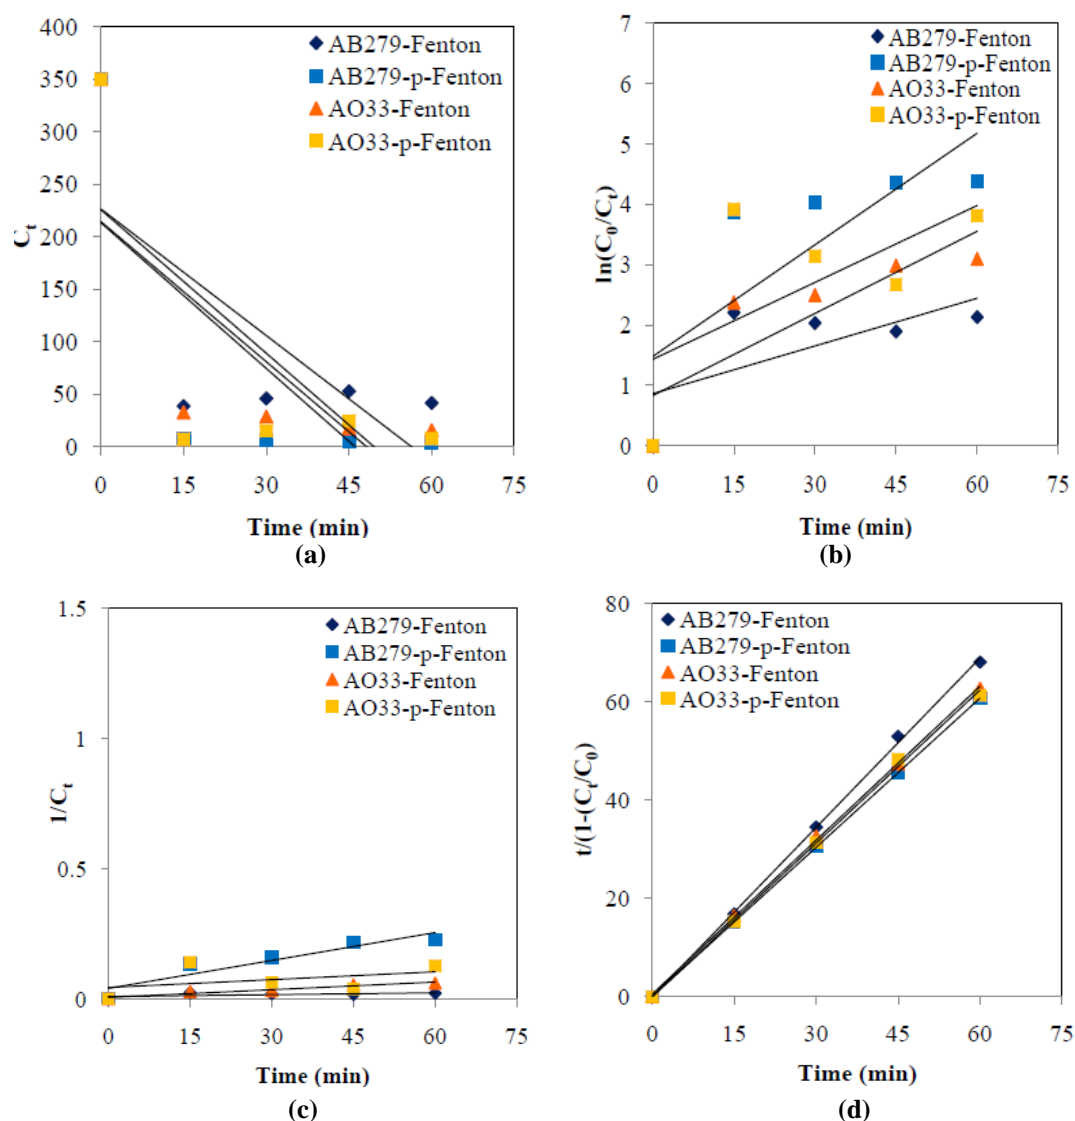 400
350
300
250
200
150
100
50
0
C_t
AB279-Fenton
AB279-p-Fenton
AO33-Fenton
AO33-p-Fenton
0 15 30 45 60 75
Time (min)
(a)
7
6
5
4
3
2
1
0
ln(C_0/C_t)
AB279-Fenton
AB279-p-Fenton
AO33-Fenton
AO33-p-Fenton
0 15 30 45 60 75
Time (min)
(b)
1.5
1
0.5
0
1/C_t
AB279-Fenton
AB279-p-Fenton
AO33-Fenton
AO33-p-Fenton
0 15 30 45 60 75
Time (min)
(c)
80
60
40
20
0
t/(1-(C_t/C_0)
AB279-Fenton
AB279-p-Fenton
AO33-Fenton
AO33-p-Fenton
0 15 30 45 60 75
Time (min)
(d)